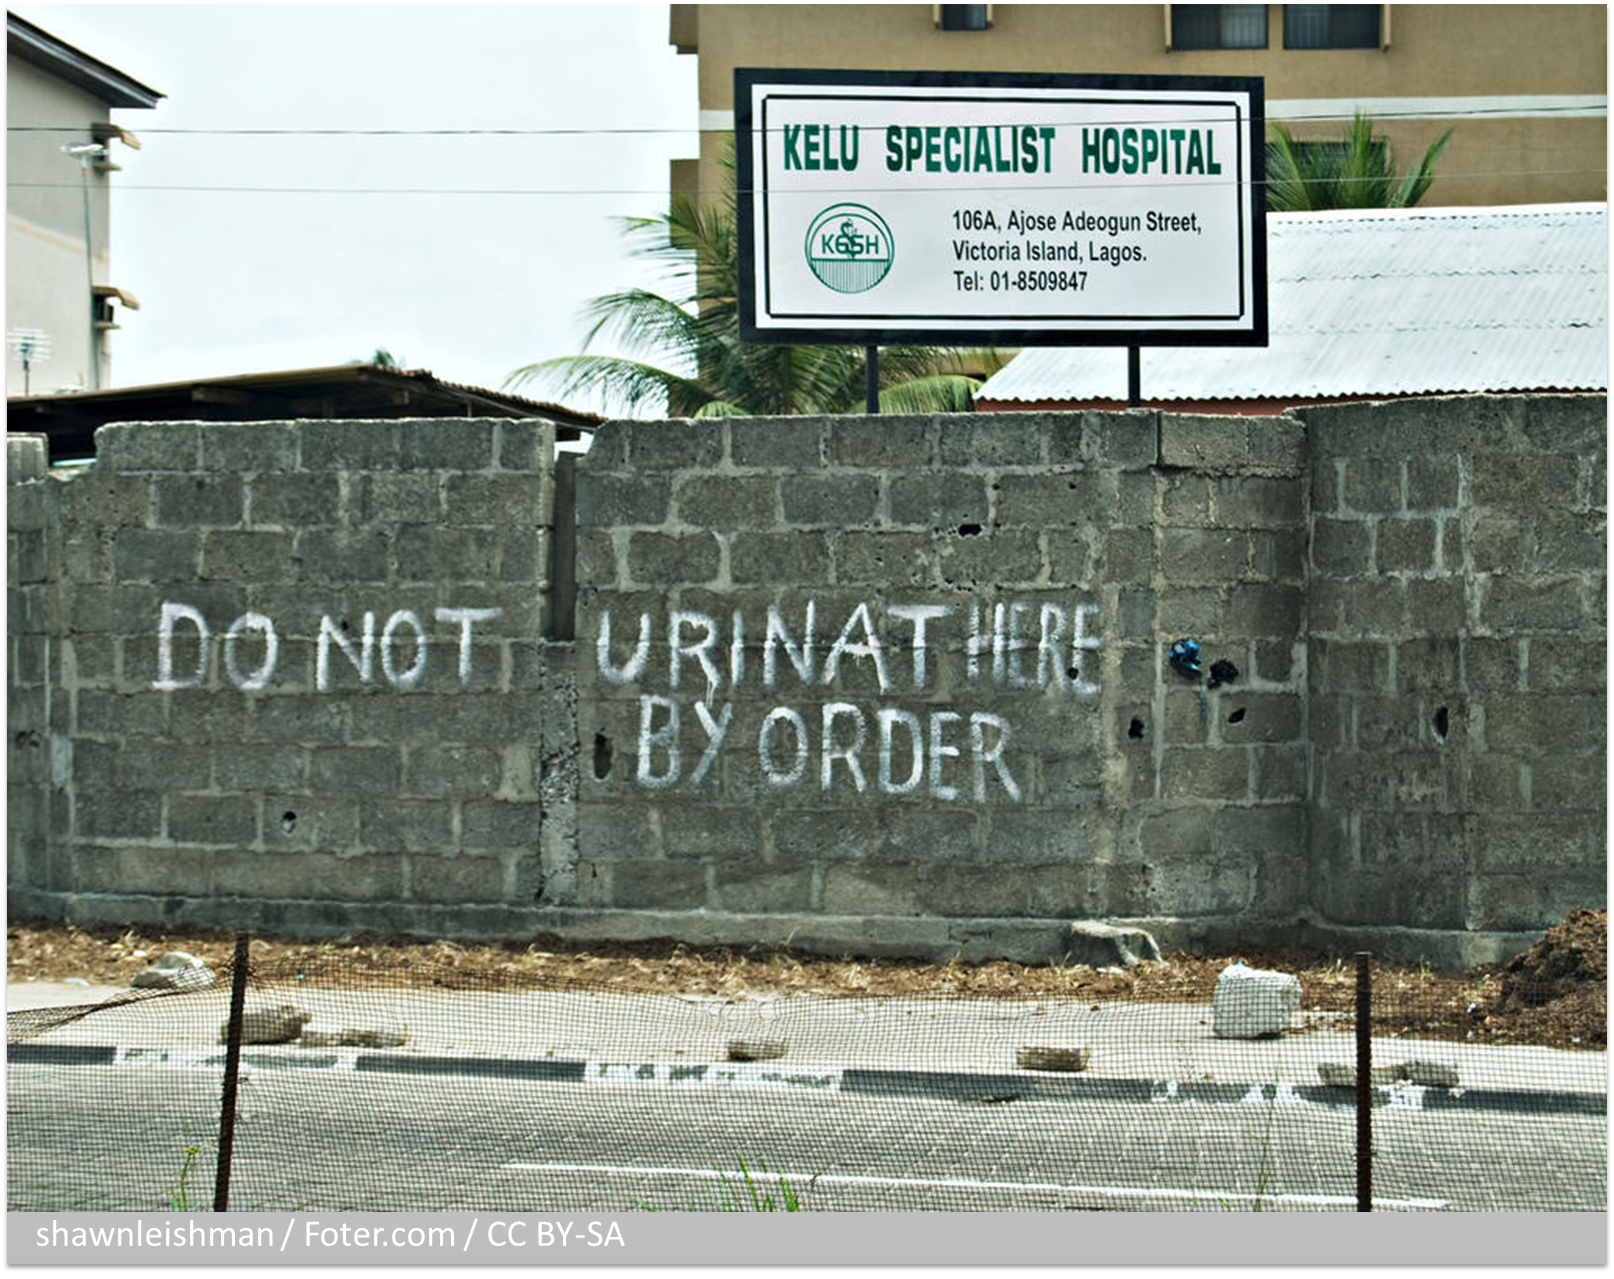 KELU SPECIALIST HOSPITAL
106A, Ajose Adeogun Street,
Victoria Island, Lagos.
Tel: 01-8509847
K&SH
DO NOT URINAT HERE
BY ORDER
shawnleishman / Foter.com / CC BY-SA